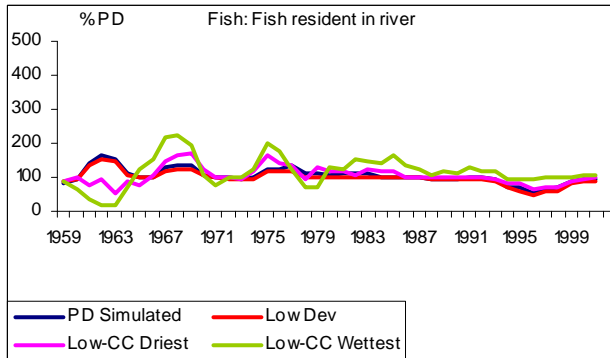 %PD Fish: Fish resident in river
500
400
300
200
100
0
1959 1963 1967 1971 1975 1979 1983 1987 1991 1995 1999
PD Simulated Low Dev
Low-CC Driest Low-CC Wettest